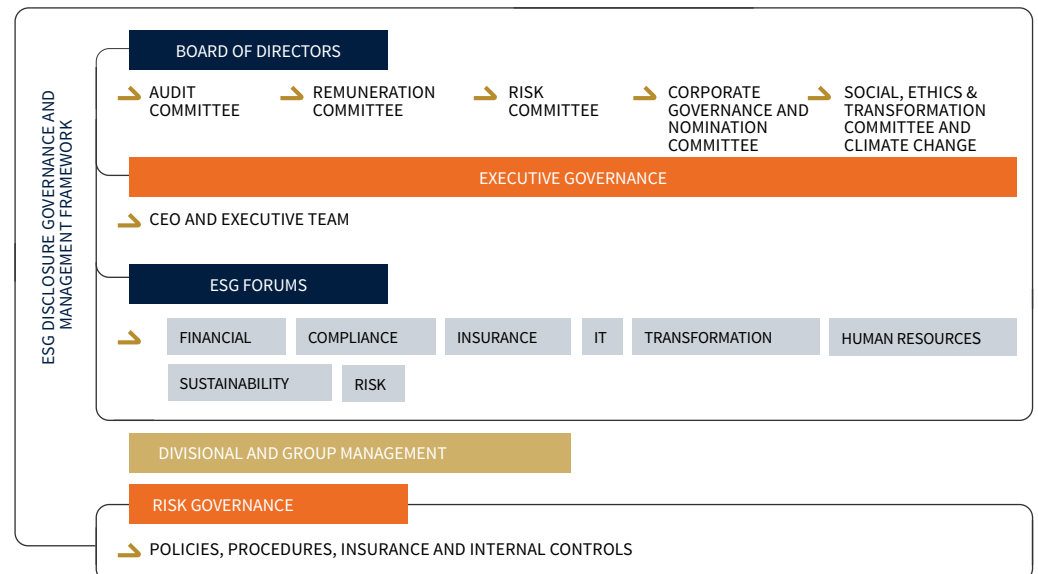 ESG DISCLOSURE GOVERNANCE AND
MANAGEMENT FRAMEWORK
BOARD OF DIRECTORS
AUDIT
COMMITTEE
REMUNERATION
COMMITTEE
RISK
COMMITTEE
CORPORATE
GOVERNANCE AND
NOMINATION
COMMITTEE
SOCIAL, ETHICS &
TRANSFORMATION
COMMITTEE AND
CLIMATE CHANGE
EXECUTIVE GOVERNANCE
CEO AND EXECUTIVE TEAM
ESG FORUMS
FINANCIAL
COMPLIANCE
INSURANCE
IT
TRANSFORMATION
HUMAN RESOURCES
SUSTAINABILITY
RISK
DIVISIONAL AND GROUP MANAGEMENT
RISK GOVERNANCE
POLICIES, PROCEDURES, INSURANCE AND INTERNAL CONTROLS